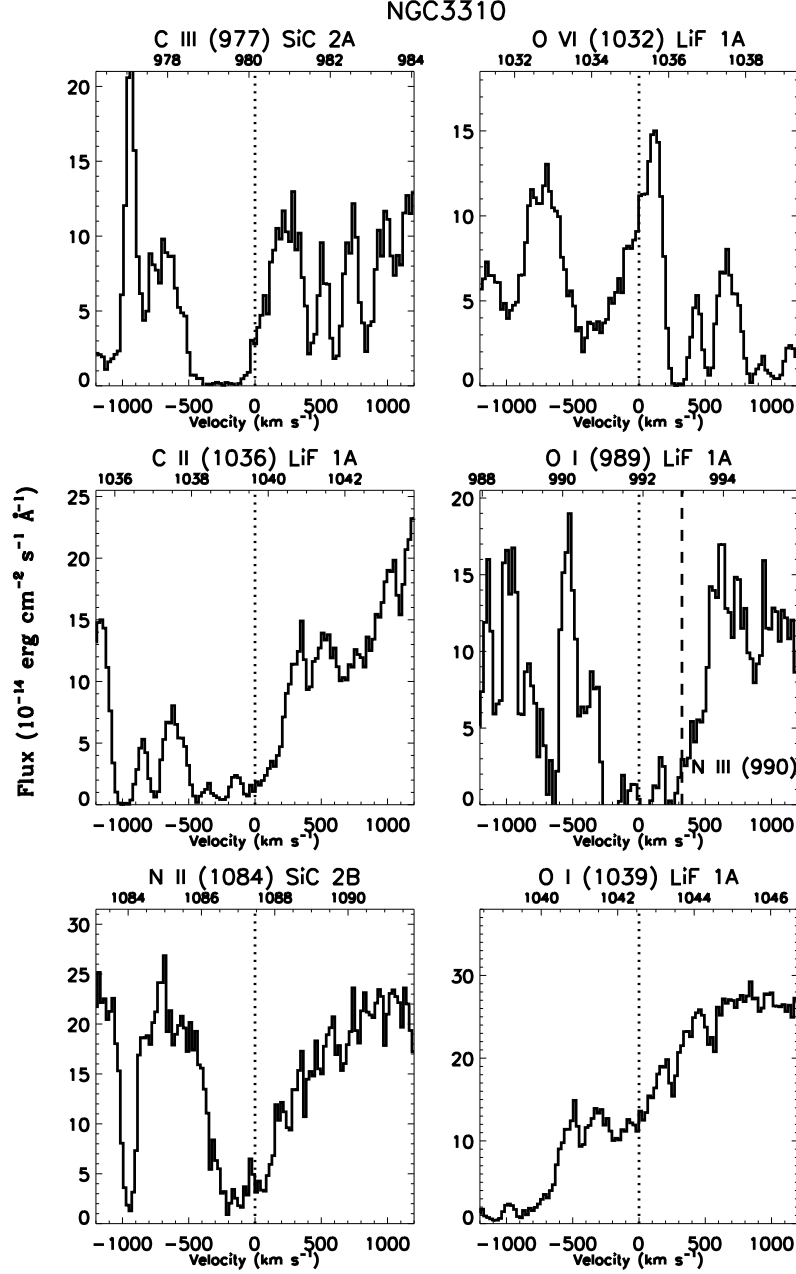 NGC3310
C III (977) SiC 2A
978 980 982 984
20
15
10
5
0
−1000 −500 0 500 1000
Velocity (km s⁻¹)
O VI (1032) LiF 1A
1032 1034 1036 1038
15
10
5
0
−1000 −500 0 500 1000
Velocity (km s⁻¹)
Flux (10⁻¹⁴ erg cm⁻² s⁻¹ Å⁻¹)
C II (1036) LiF 1A
1036 1038 1040 1042
25
20
15
10
5
0
−1000 −500 0 500 1000
Velocity (km s⁻¹)
O I (989) LiF 1A
988 990 992 994
20
15
10
5
0
N III (990)
−1000 −500 0 500 1000
Velocity (km s⁻¹)
N II (1084) SiC 2B
1084 1086 1088 1090
30
25
20
15
10
5
0
−1000 −500 0 500 1000
Velocity (km s⁻¹)
O I (1039) LiF 1A
1040 1042 1044 1046
30
20
10
0
−1000 −500 0 500 1000
Velocity (km s⁻¹)